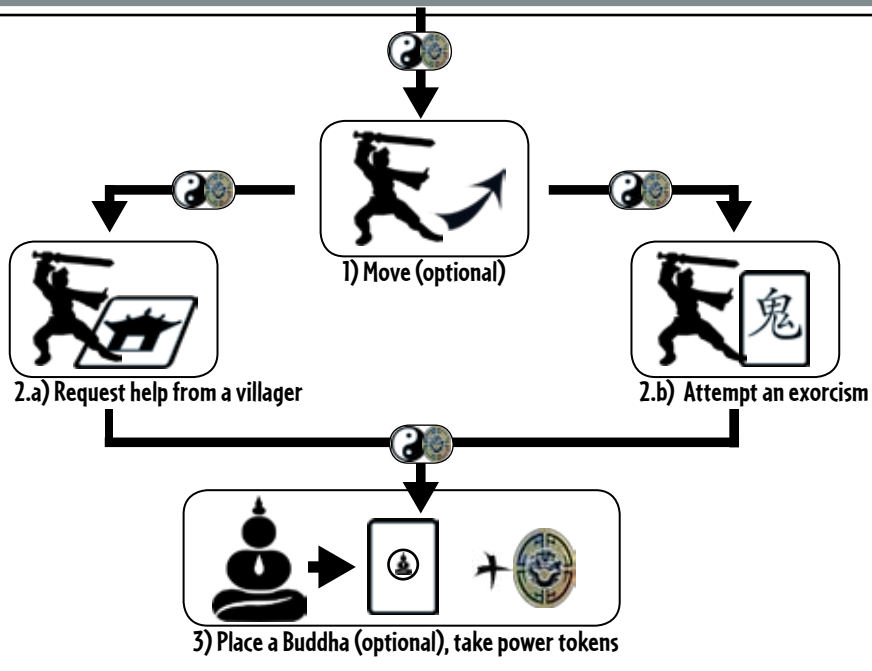 1) Move (optional)
鬼
2.a) Request help from a villager
2.b) Attempt an exorcism
3) Place a Buddha (optional), take power tokens